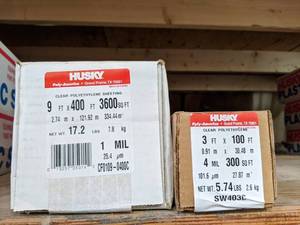 HUSKY
Poly-America • Grand Prairie, TX 75051
CLEAR POLYETHYLENE SHEETING
9 FT X 400 FT 3600 SQ FT
2.74 m x 121.92 m 334.44 m²
NET WT. 17.2 LBS 7.8 kg
1 MIL
25.4 µm
CF0109-0400C
HUSKY
Poly-America • Grand Prairie, TX 75051
CLEAR POLYETHYLENE
3 FT X 100 FT
0.91 m x 30.48 m
4 MIL 300 SQ FT
101.6 µm 27.87 m²
NET WT. 5.74 LBS 2.6 kg
SW403C